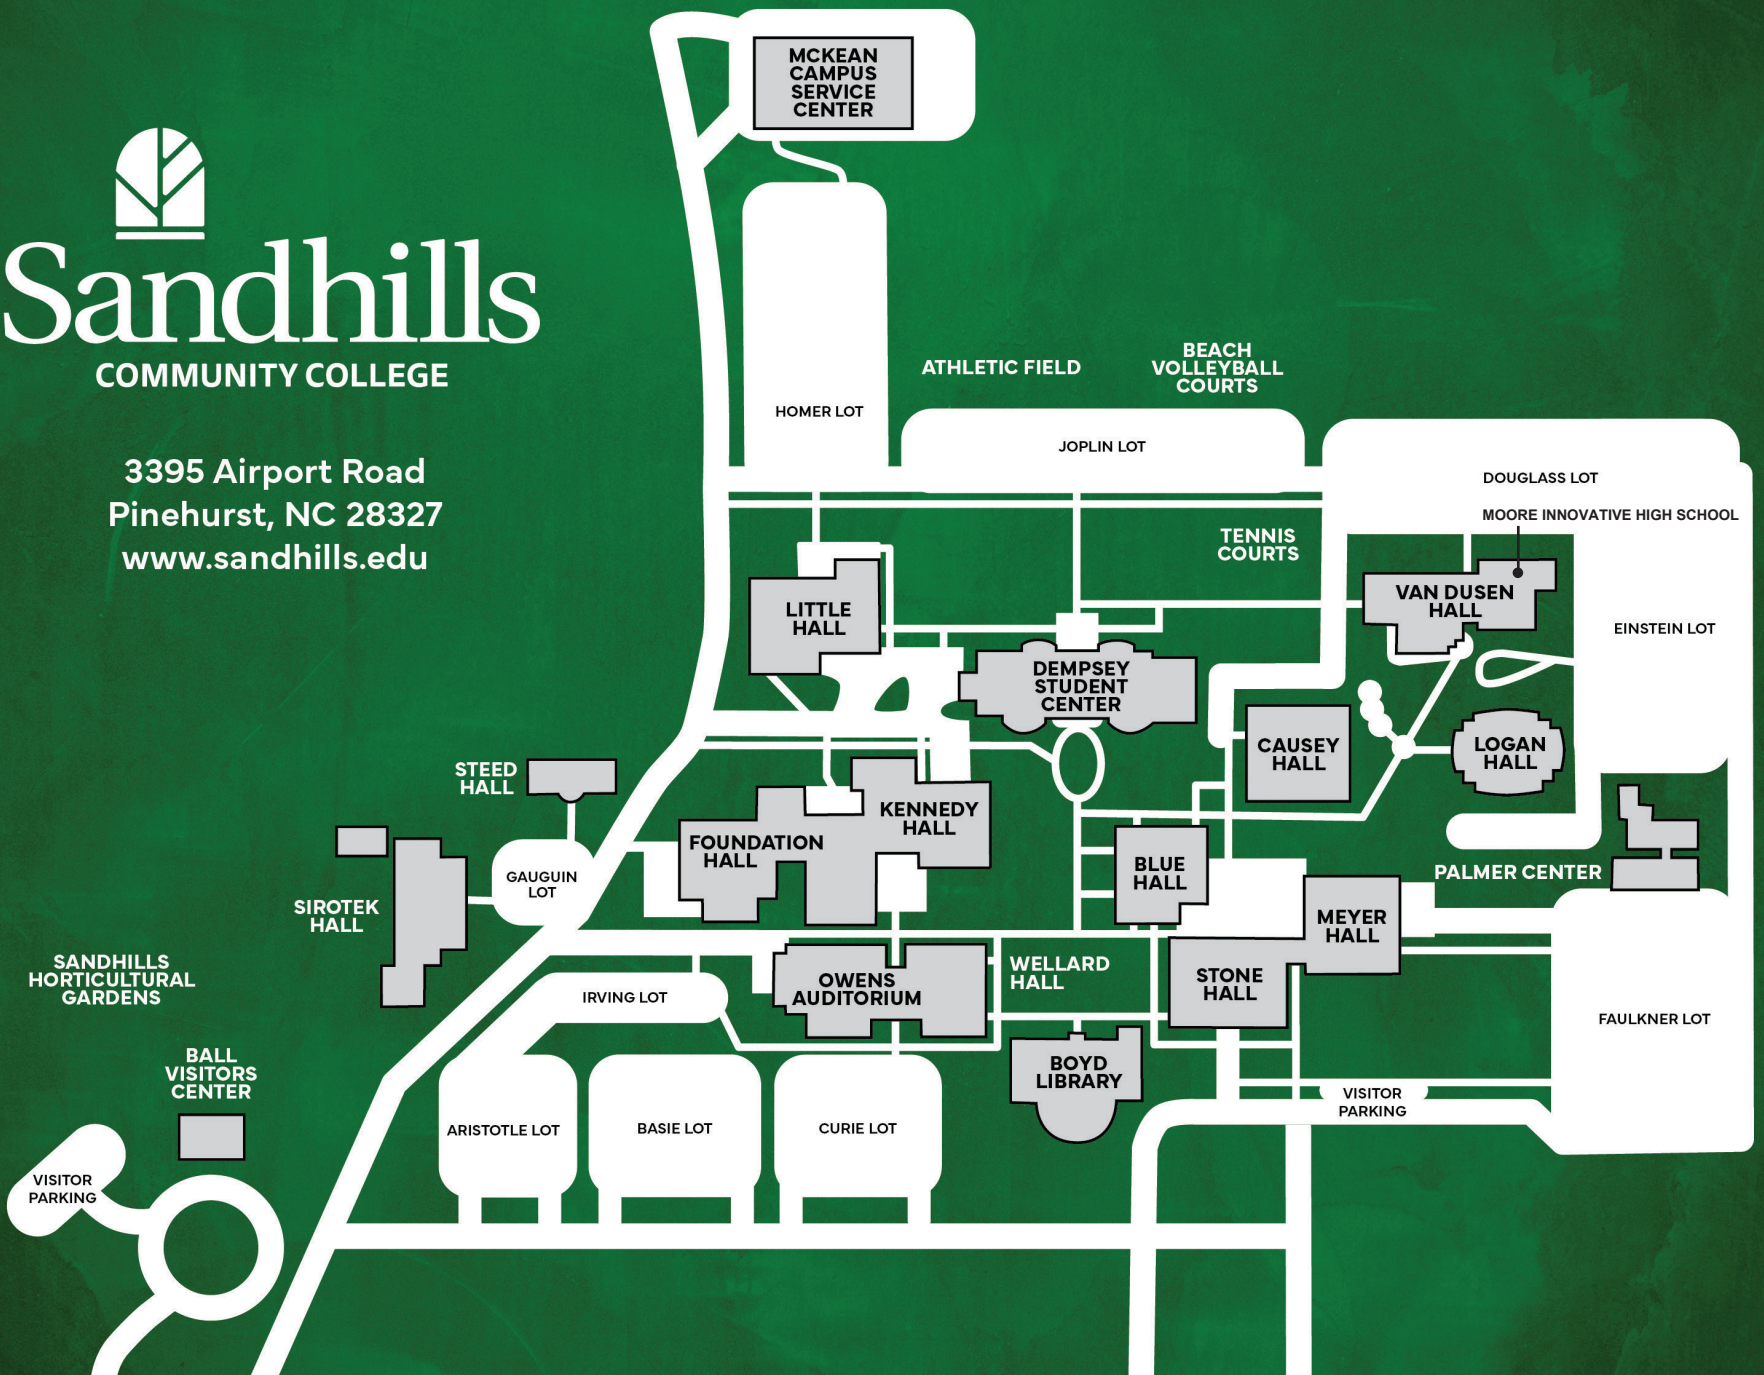 MCKEAN
CAMPUS
SERVICE
CENTER
Sandhills
COMMUNITY COLLEGE
3395 Airport Road
Pinehurst, NC 28327
www.sandhills.edu
HOMER LOT
ATHLETIC FIELD
BEACH
VOLLEYBALL
COURTS
JOPLIN LOT
DOUGLASS LOT
MOORE INNOVATIVE HIGH SCHOOL
TENNIS
COURTS
VAN DUSEN
HALL
EINSTEIN LOT
LITTLE
HALL
DEMPSEY
STUDENT
CENTER
CAUSEY
HALL
LOGAN
HALL
STEED
HALL
KENNEDY
HALL
FOUNDATION
HALL
GAUGUIN
LOT
BLUE
HALL
PALMER CENTER
SIROTEK
HALL
MEYER
HALL
SANDHILLS
HORTICULTURAL
GARDENS
IRVING LOT
OWENS
AUDITORIUM
WELLARD
HALL
STONE
HALL
FAULKNER LOT
BALL
VISITORS
CENTER
BOYD
LIBRARY
VISITOR
PARKING
ARISTOTLE LOT
BASIE LOT
CURIE LOT
VISITOR
PARKING